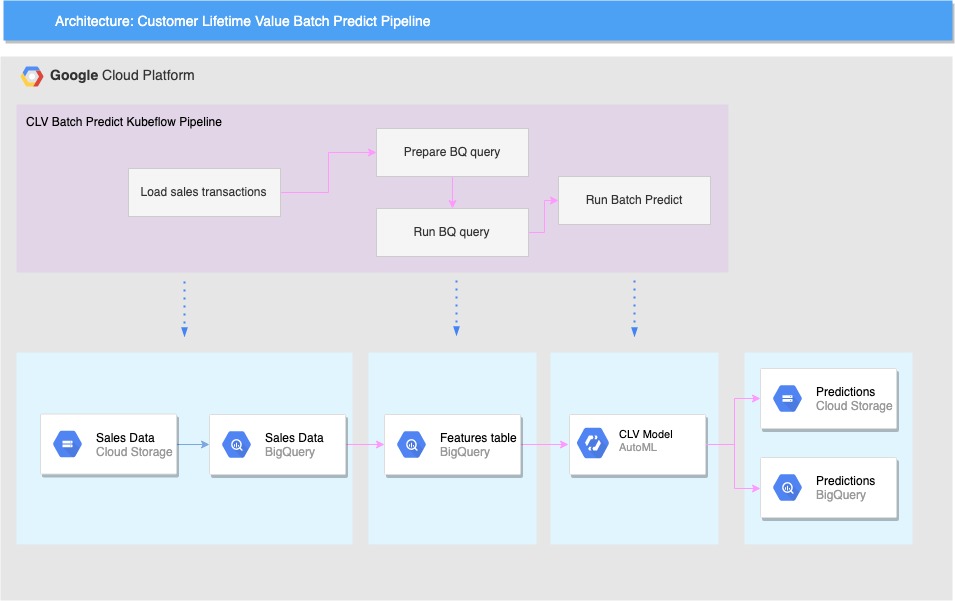 Architecture: Customer Lifetime Value Batch Predict Pipeline
Google Cloud Platform
CLV Batch Predict Kubeflow Pipeline
Load sales transactions
Prepare BQ query
Run BQ query
Run Batch Predict
Sales Data
Cloud Storage
Sales Data
BigQuery
Features table
BigQuery
CLV Model
AutoML
Predictions
Cloud Storage
Predictions
BigQuery